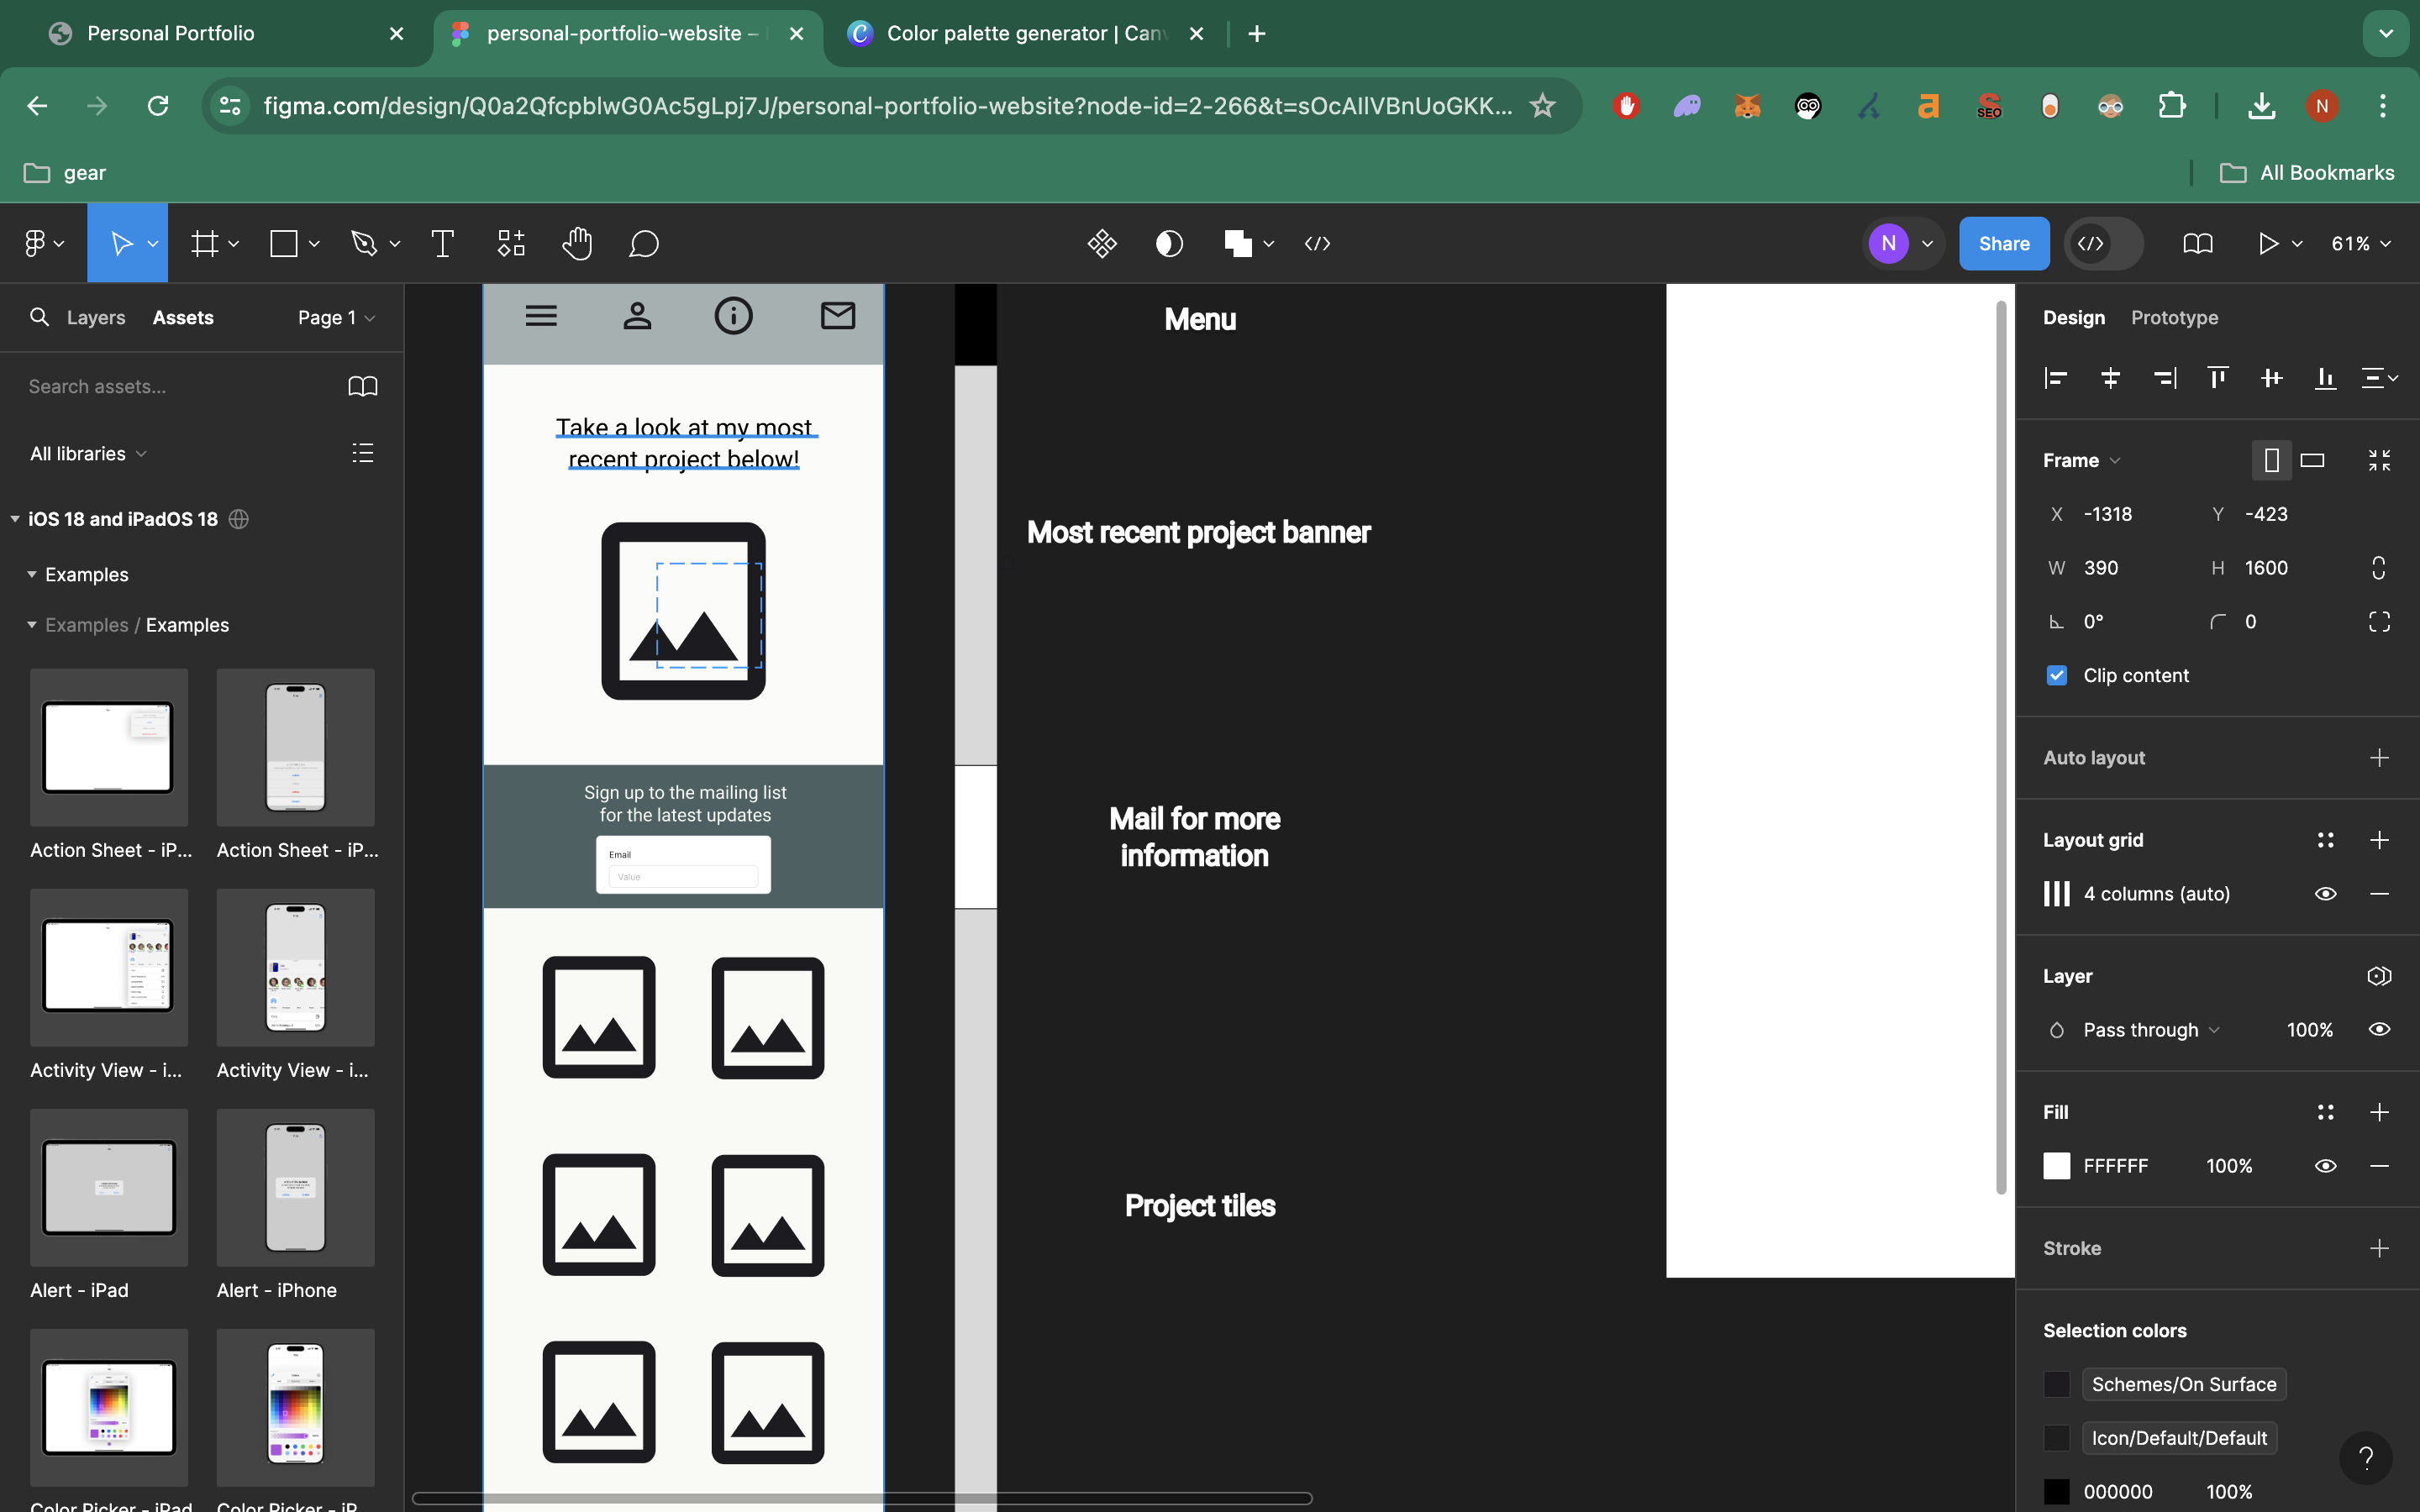 Personal Portfolio
personal-portfolio-website –
Color palette generator | Canv
figma.com/design/Q0a2QfcpblwG0Ac5gLpj7J/personal-portfolio-website?node-id=2-266&t=sOcAIlVBnUoGKK...
SEO
N
gear
All Bookmarks
N
Share
61%
Layers
Assets
Page 1
Search assets...
All libraries
iOS 18 and iPadOS 18
Examples
Examples / Examples
Action Sheet - iP...
Action Sheet - iP...
Activity View - i...
Activity View - i...
Alert - iPad
Alert - iPhone
Color Picker - iPad
Color Picker - iP
Take a look at my most
recent project below!
Sign up to the mailing list
for the latest updates
Email
Value
Menu
Most recent project banner
Mail for more
information
Project tiles
Design
Prototype
Frame
X -1318
Y -423
W 390
H 1600
0°
0
Clip content
Auto layout
Layout grid
4 columns (auto)
Layer
Pass through
100%
Fill
FFFFFF
100%
Stroke
Selection colors
Schemes/On Surface
Icon/Default/Default
?
000000
100%